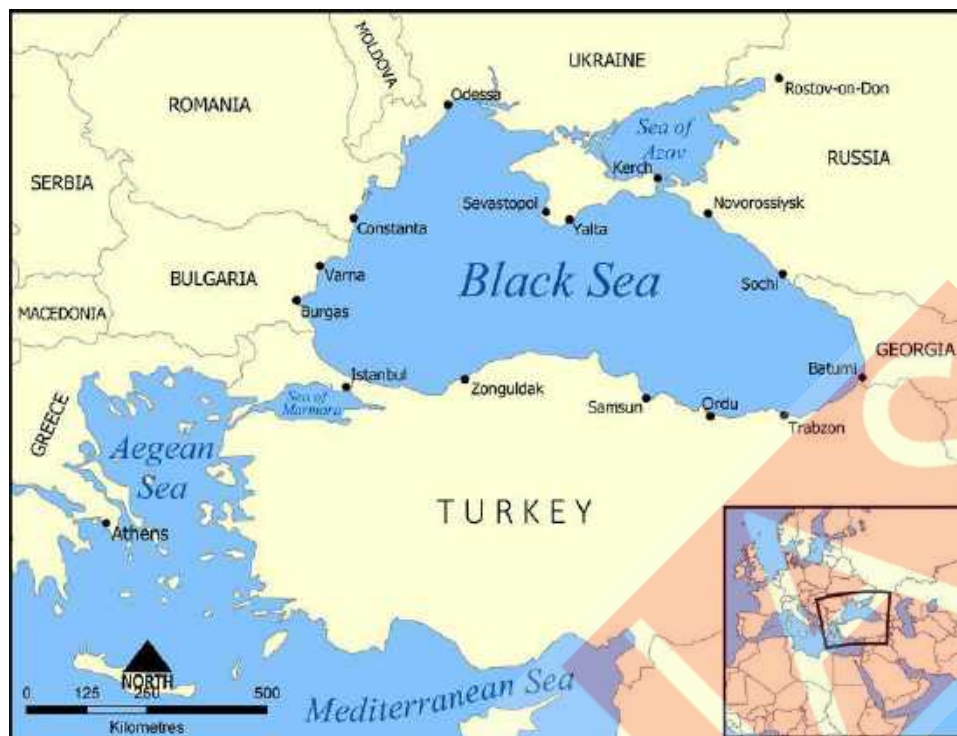 MOLDOVA
UKRAINE
ROMANIA
Odessa
Rostov-on-Don
Sea of
Azov
SERBIA
Kerch
RUSSIA
Sevastopol
Novorossiysk
Constanta
Yalta
BULGARIA
Varna
Black Sea
Sochi
MACEDONIA
Burgas
GEORGIA
Istanbul
Batumi
Zonguldak
Sea of
Marmara
Samsun
Ordu
Trabzon
GREECE
Aegean
Sea
TURKEY
Athens
NORTH
0 125 250 500
Kilometres
Mediterranean Sea